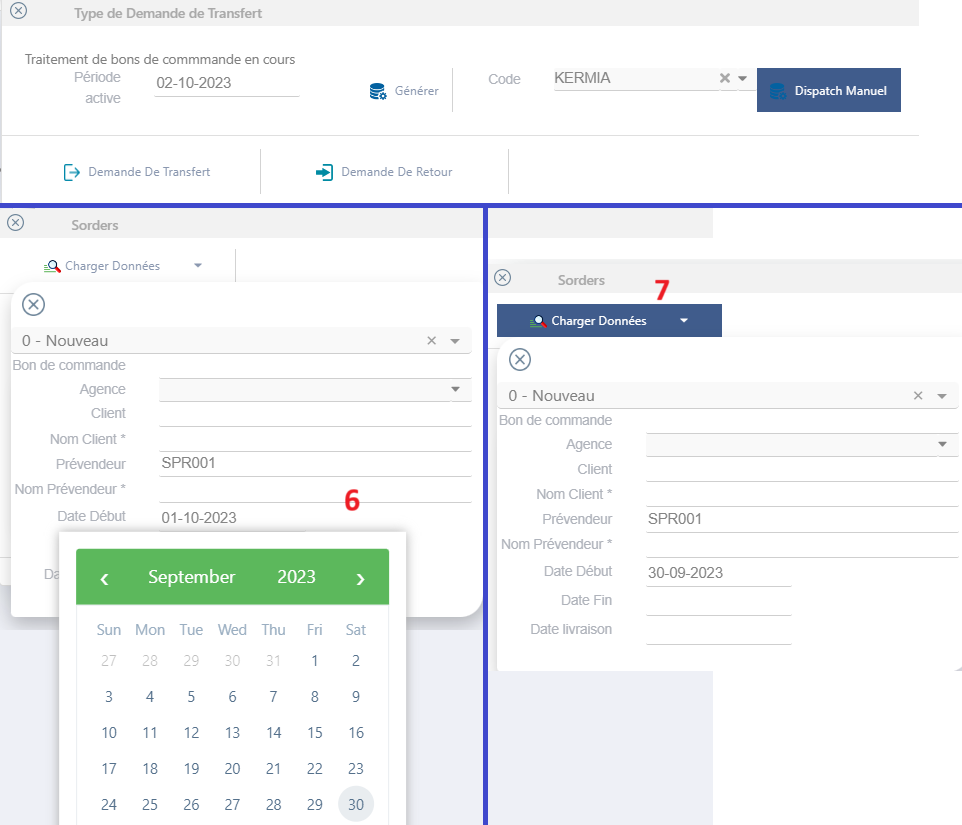 Type de Demande de Transfert
Traitement de bons de commmande en cours
Période active
02-10-2023
Générer
Code
KERMIA
Dispatch Manuel
Demande De Transfert
Demande De Retour
Sorders
Charger Données
0 - Nouveau
Bon de commande
Agence
Client
Nom Client *
Prévendeur SPR001
Nom Prévendeur *
6
Date Début 01-10-2023
Da
September 2023
Sun Mon Tue Wed Thu Fri Sat
27 28 29 30 31 1 2
3 4 5 6 7 8 9
10 11 12 13 14 15 16
17 18 19 20 21 22 23
24 25 26 27 28 29 30
Sorders
7
Charger Données
0 - Nouveau
Bon de commande
Agence
Client
Nom Client *
Prévendeur SPR001
Nom Prévendeur *
Date Début 30-09-2023
Date Fin
Date livraison